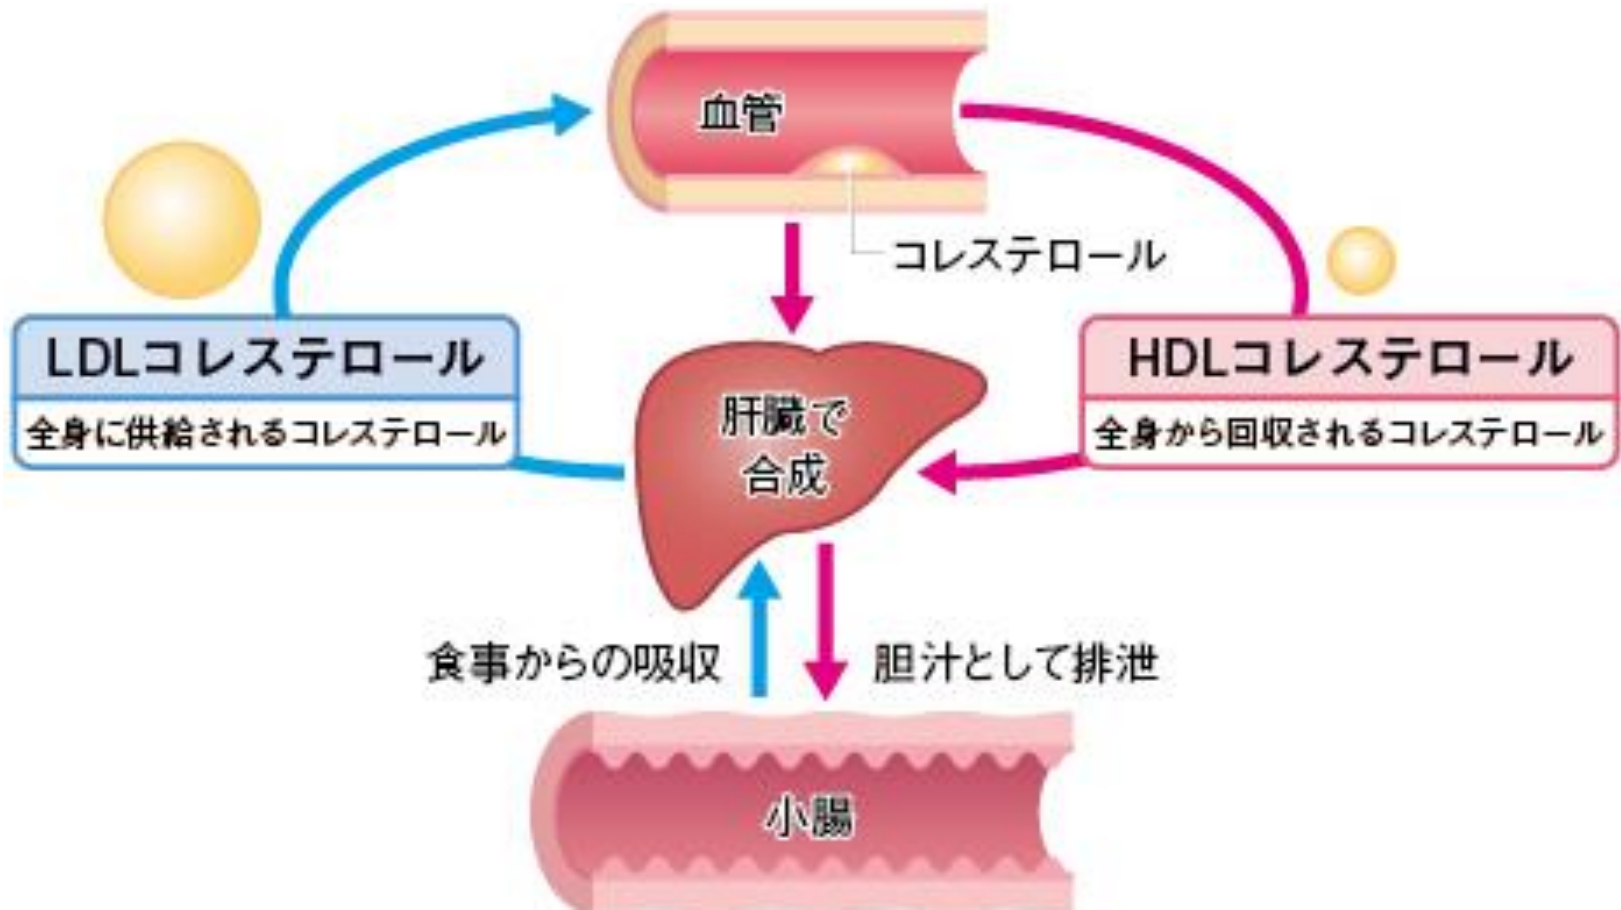 血管
コレステロール
LDLコレステロール
全身に供給されるコレステロール
HDLコレステロール
全身から回収されるコレステロール
肝臓で
合成
食事からの吸収
胆汁として排泄
小腸